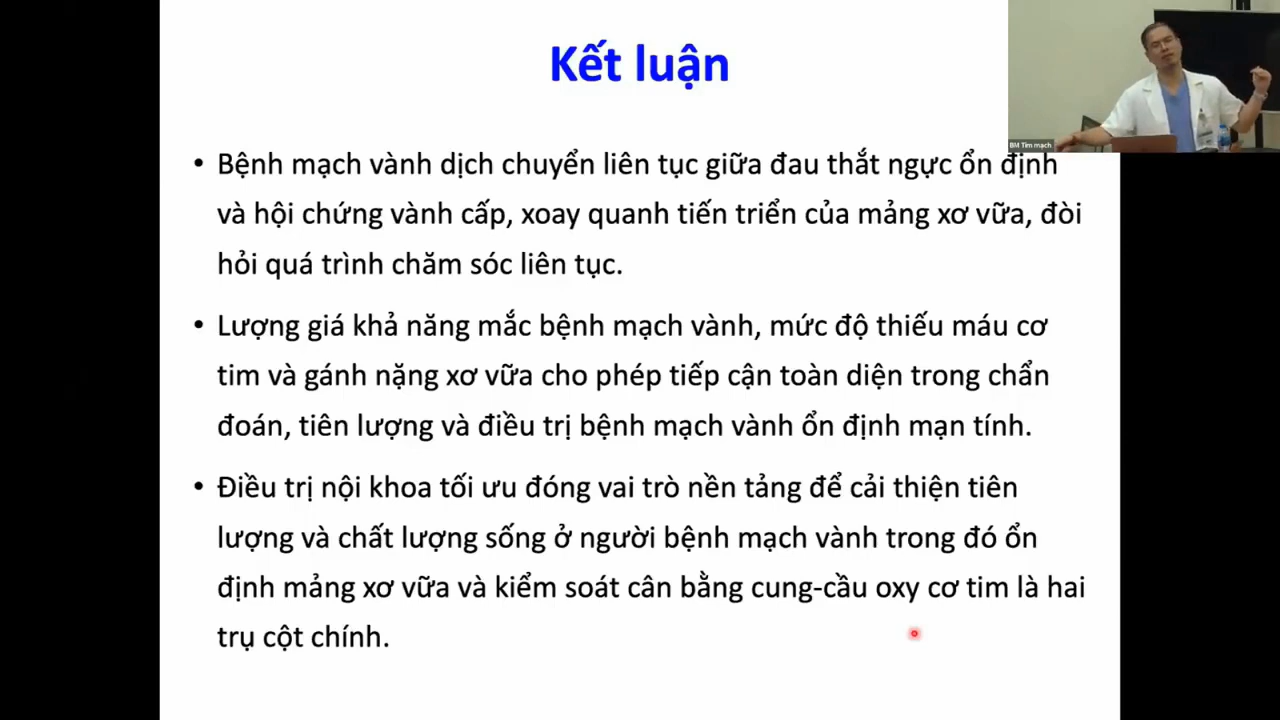 Kết luận
BM Tim mạch
• Bệnh mạch vành dịch chuyển liên tục giữa đau thắt ngực ổn định
và hội chứng vành cấp, xoay quanh tiến triển của mảng xơ vữa, đòi
hỏi quá trình chăm sóc liên tục.
• Lượng giá khả năng mắc bệnh mạch vành, mức độ thiếu máu cơ
tim và gánh nặng xơ vữa cho phép tiếp cận toàn diện trong chẩn
đoán, tiên lượng và điều trị bệnh mạch vành ổn định mạn tính.
• Điều trị nội khoa tối ưu đóng vai trò nền tảng để cải thiện tiên
lượng và chất lượng sống ở người bệnh mạch vành trong đó ổn
định mảng xơ vữa và kiểm soát cân bằng cung-cầu oxy cơ tim là hai
trụ cột chính.